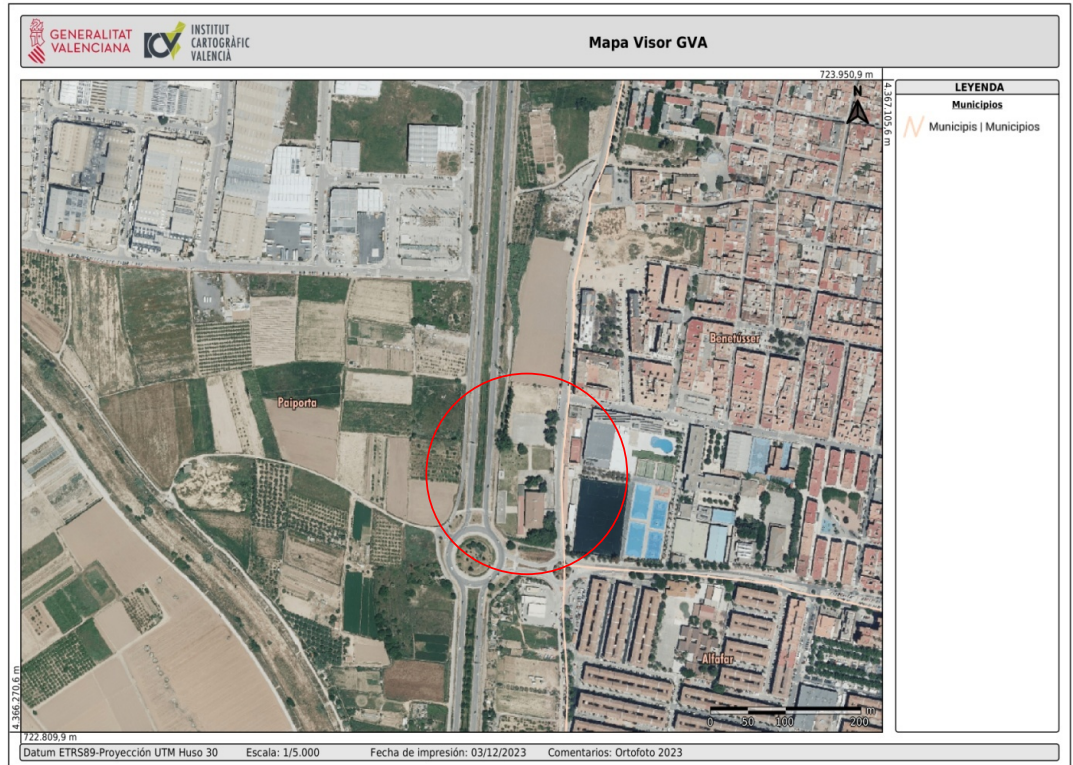 GENERALITAT
VALENCIANA
ICV
INSTITUT
CARTOGRÀFIC
VALENCIÀ
Mapa Visor GVA
723.950,9 m
4.367.105,6 m
N
LEYENDA
Municipios
Municipis | Municipios
Benetússer
Paiporta
Alfafar
m
0 50 100 200
4.366.270,6 m
722.809,9 m
Datum ETRS89-Proyección UTM Huso 30 Escala: 1/5.000 Fecha de impresión: 03/12/2023 Comentarios: Ortofoto 2023